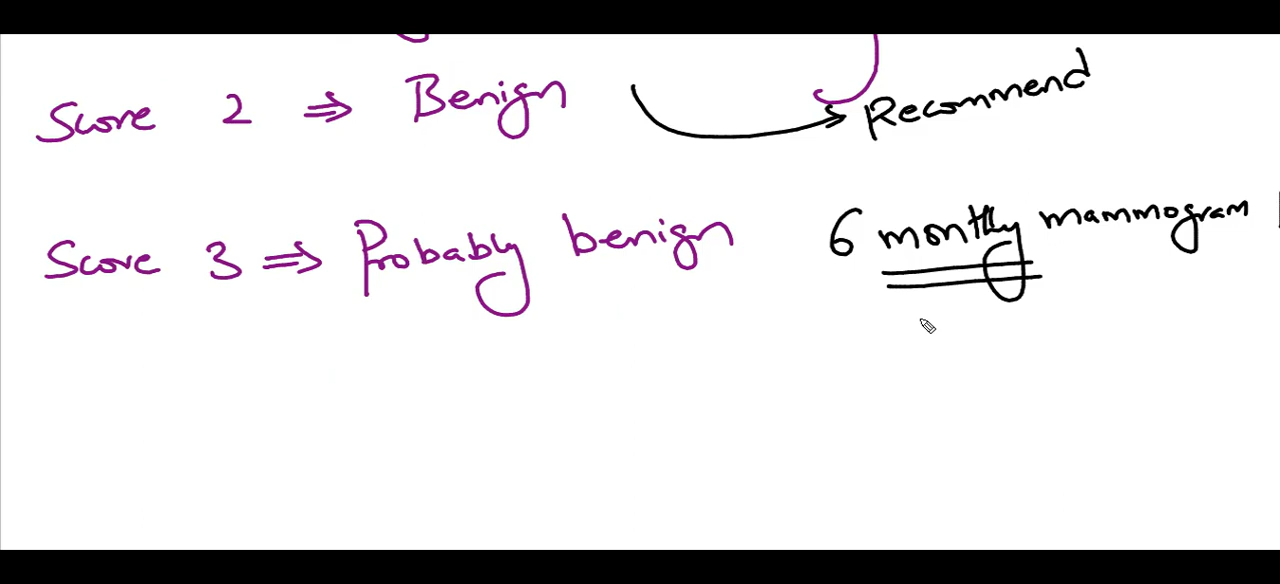 Score 2 ⇒ Benign → Recommend
Score 3 ⇒ Probably benign 6 monthly mammogram